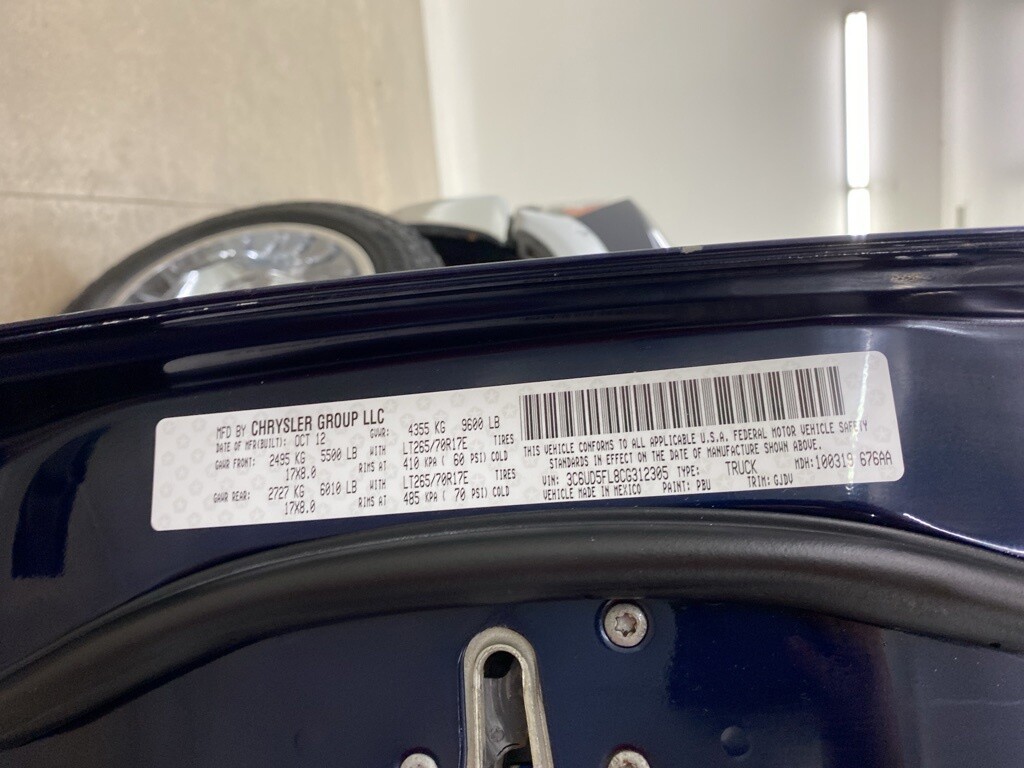 MFD BY CHRYSLER GROUP LLC
DATE OF MFR(BUILT): OCT 12 GVWR: 4355 KG 9600 LB
GAWR FRONT: 2495 KG 5500 LB WITH LT265/70R17E TIRES
17X8.0 RIMS AT 410 KPA ( 60 PSI) COLD
GAWR REAR: 2727 KG 6010 LB WITH LT265/70R17E TIRES
17X8.0 RIMS AT 485 KPA ( 70 PSI) COLD
THIS VEHICLE CONFORMS TO ALL APPLICABLE U.S.A. FEDERAL MOTOR VEHICLE SAFETY
STANDARDS IN EFFECT ON THE DATE OF MANUFACTURE SHOWN ABOVE.
VIN: 3C6UD5FL8CG312305 TYPE: TRUCK MDH:100319 676AA
VEHICLE MADE IN MEXICO PAINT: PBU TRIM: GJDV